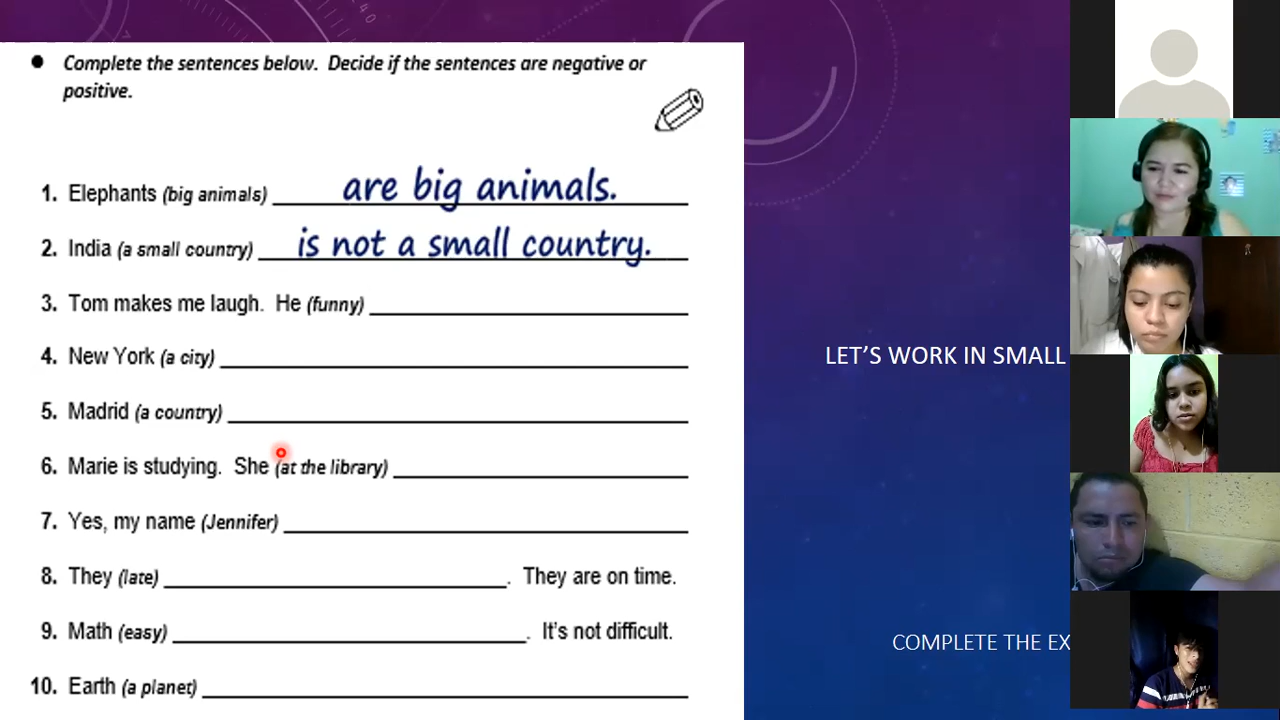 Complete the sentences below. Decide if the sentences are negative or
positive.
1. Elephants (big animals) are big animals.
2. India (a small country) is not a small country.
3. Tom makes me laugh. He (funny)
4. New York (a city)
5. Madrid (a country)
6. Marie is studying. She (at the library)
7. Yes, my name (Jennifer)
8. They (late) . They are on time.
9. Math (easy) . It's not difficult.
10. Earth (a planet)
LET'S WORK IN SMALL
COMPLETE THE EX